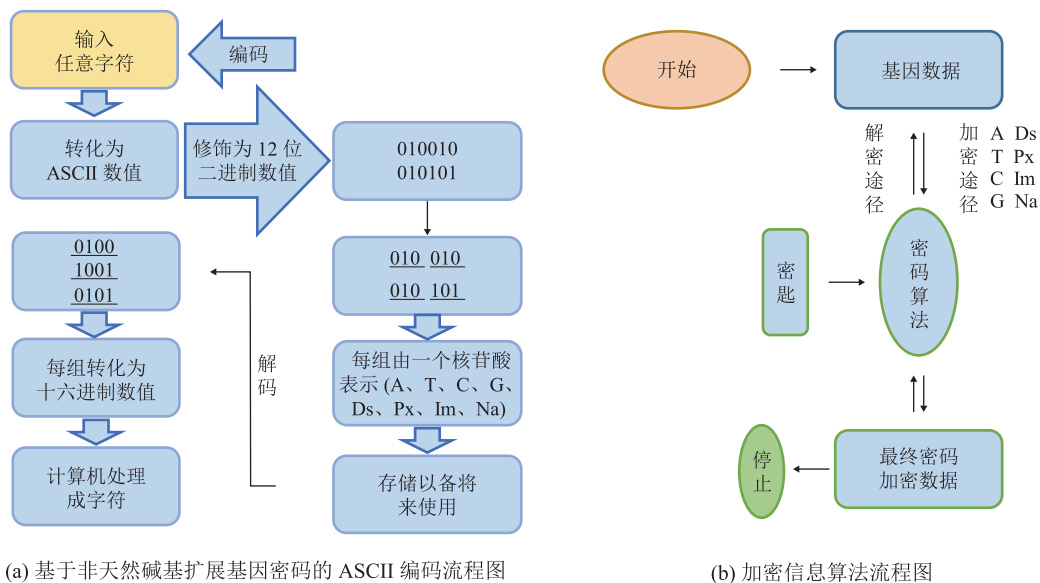 输入
任意字符
编码
转化为
ASCII 数值
修饰为 12 位
二进制数值
010010
010101
010 010
010 101
每组由一个核苷酸
表示 (A、T、C、G、
Ds、Px、Im、Na)
存储以备将
来使用
解码
0100
1001
0101
每组转化为
十六进制数值
计算机处理
成字符
(a) 基于非天然碱基扩展基因密码的 ASCII 编码流程图
开始
基因数据
解密途径
加密途径
A Ds
T Px
C Im
G Na
密匙
密码算法
最终密码
加密数据
停止
(b) 加密信息算法流程图